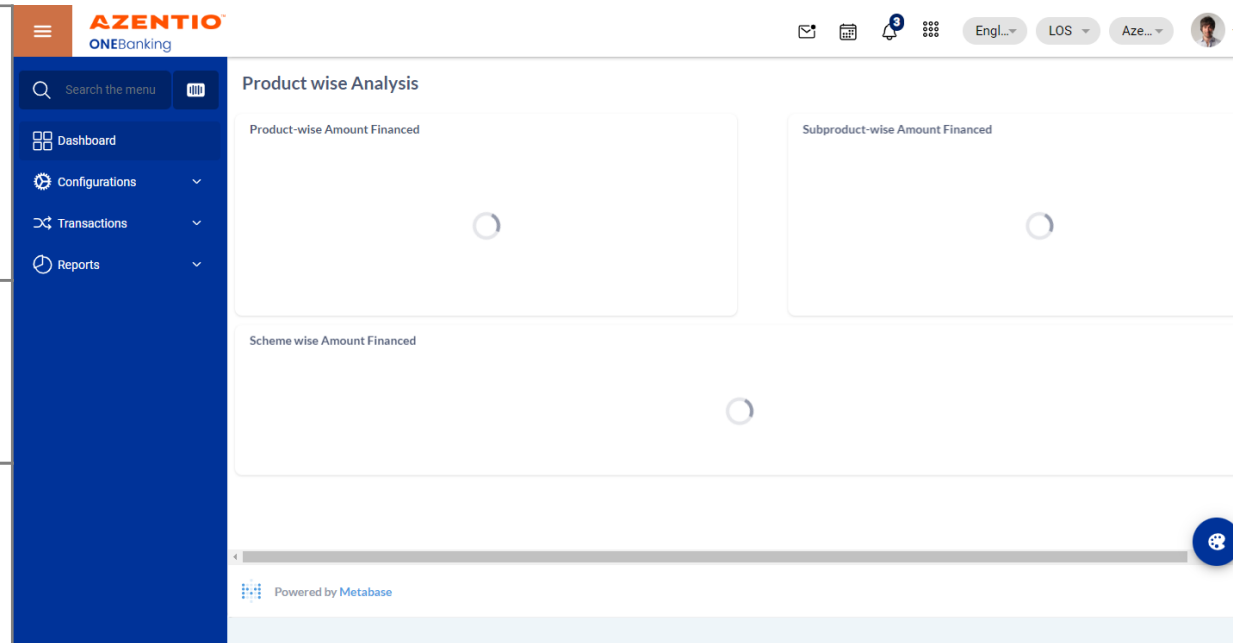 AZENTIO
ONEBanking
3
Engl...
LOS
Aze...
Search the menu
Dashboard
Configurations
Transactions
Reports
Product wise Analysis
Product-wise Amount Financed
Subproduct-wise Amount Financed
Scheme wise Amount Financed
Powered by Metabase